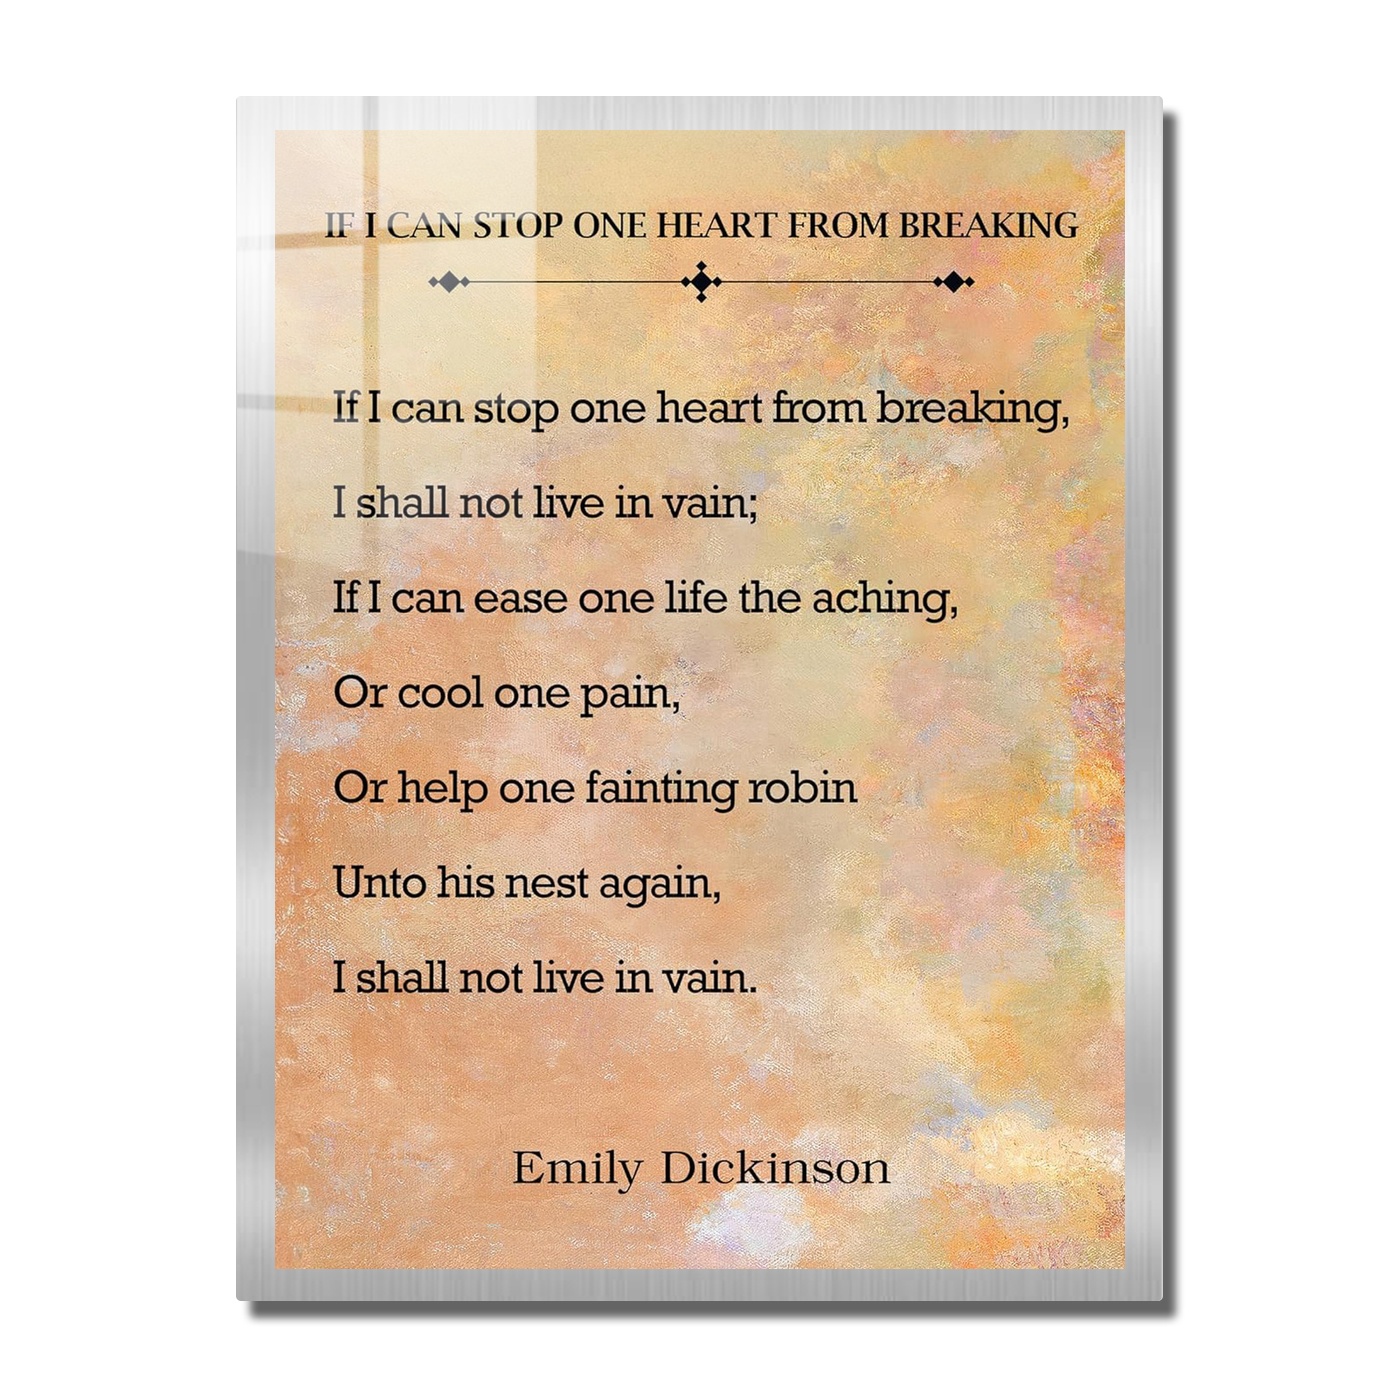 IF I CAN STOP ONE HEART FROM BREAKING
If I can stop one heart from breaking,
I shall not live in vain;
If I can ease one life the aching,
Or cool one pain,
Or help one fainting robin
Unto his nest again,
I shall not live in vain.
Emily Dickinson